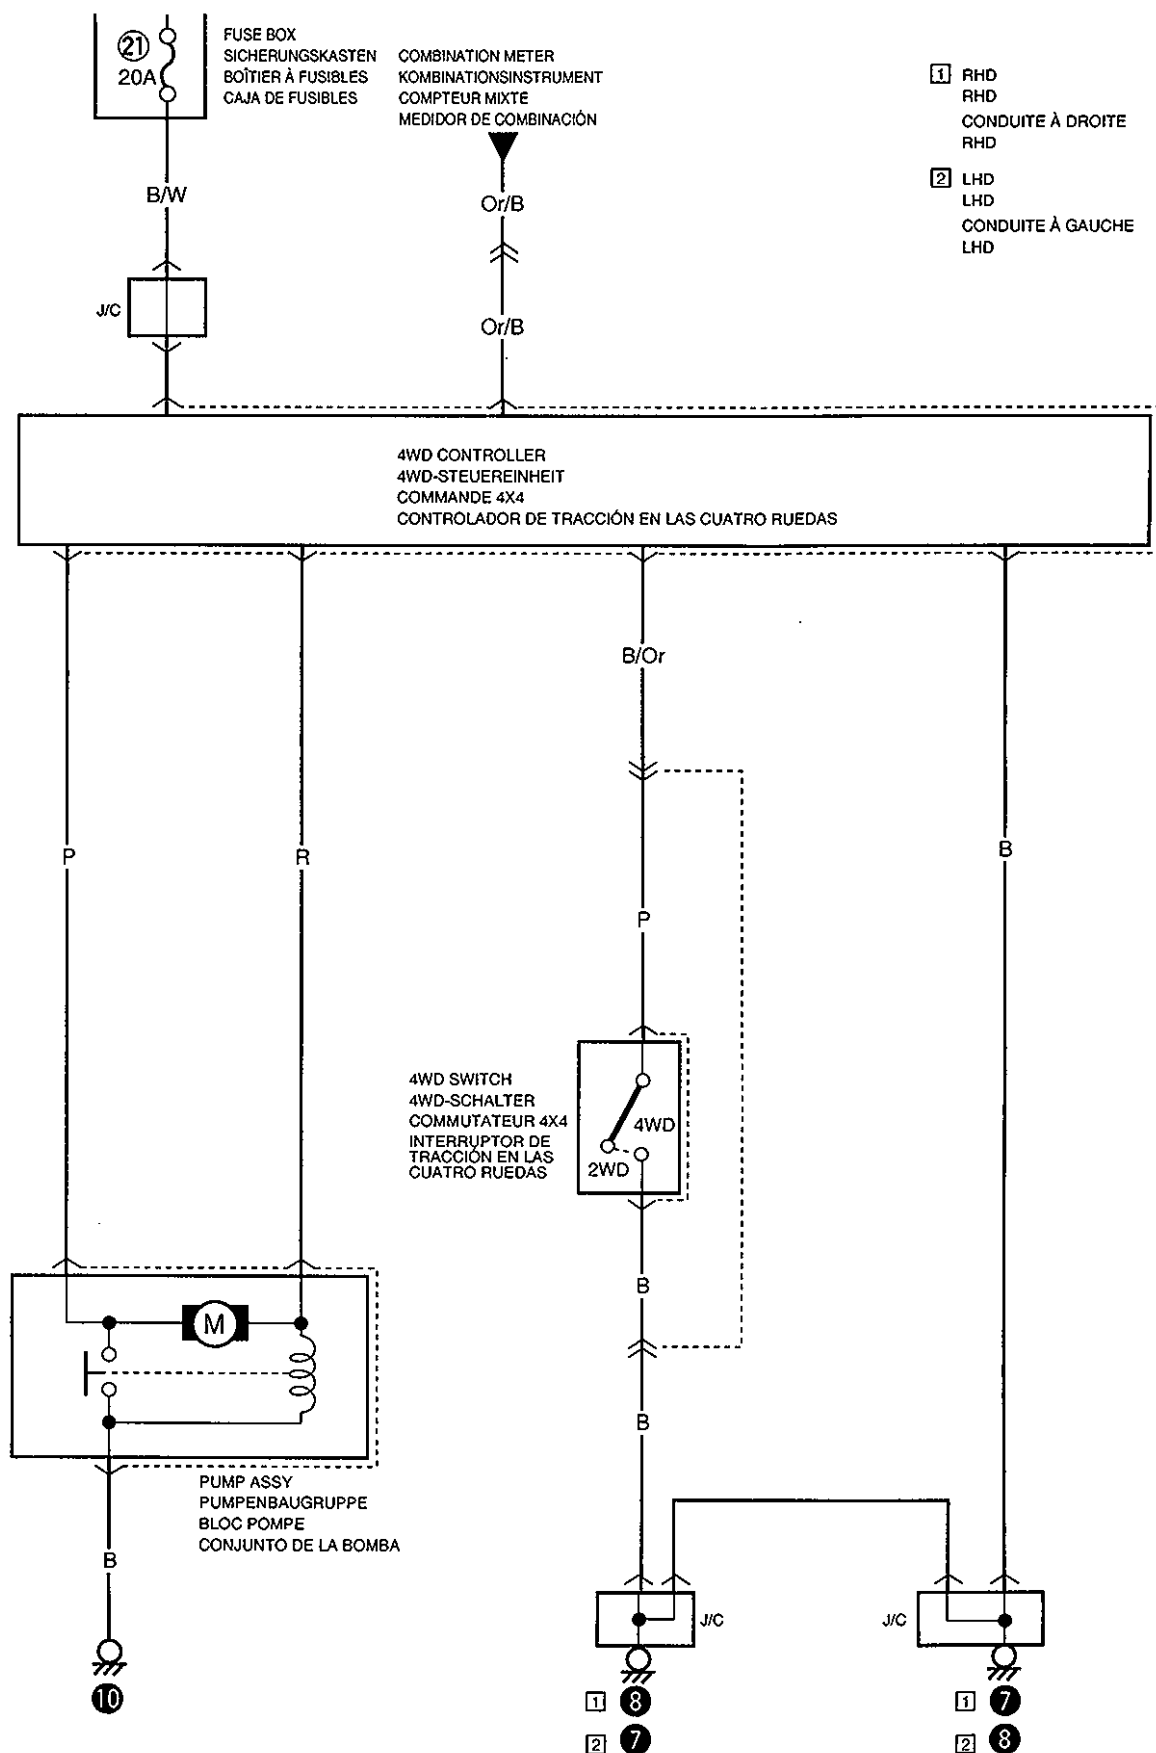 21
20A
FUSE BOX
SICHERUNGSKASTEN
BOÎTIER À FUSIBLES
CAJA DE FUSIBLES
COMBINATION METER
KOMBINATIONSINSTRUMENT
COMPTEUR MIXTE
MEDIDOR DE COMBINACIÓN
1 RHD
RHD
CONDUITE À DROITE
RHD
2 LHD
LHD
CONDUITE À GAUCHE
LHD
B/W
Or/B
J/C
Or/B
4WD CONTROLLER
4WD-STEUEREINHEIT
COMMANDE 4X4
CONTROLADOR DE TRACCIÓN EN LAS CUATRO RUEDAS
B/Or
P
R
B
P
4WD SWITCH
4WD-SCHALTER
COMMUTATEUR 4X4
INTERRUPTOR DE
TRACCIÓN EN LAS
CUATRO RUEDAS
4WD
2WD
B
M
B
PUMP ASSY
PUMPENBAUGRUPPE
BLOC POMPE
CONJUNTO DE LA BOMBA
B
J/C
J/C
10
1 8
2 7
1 7
2 8